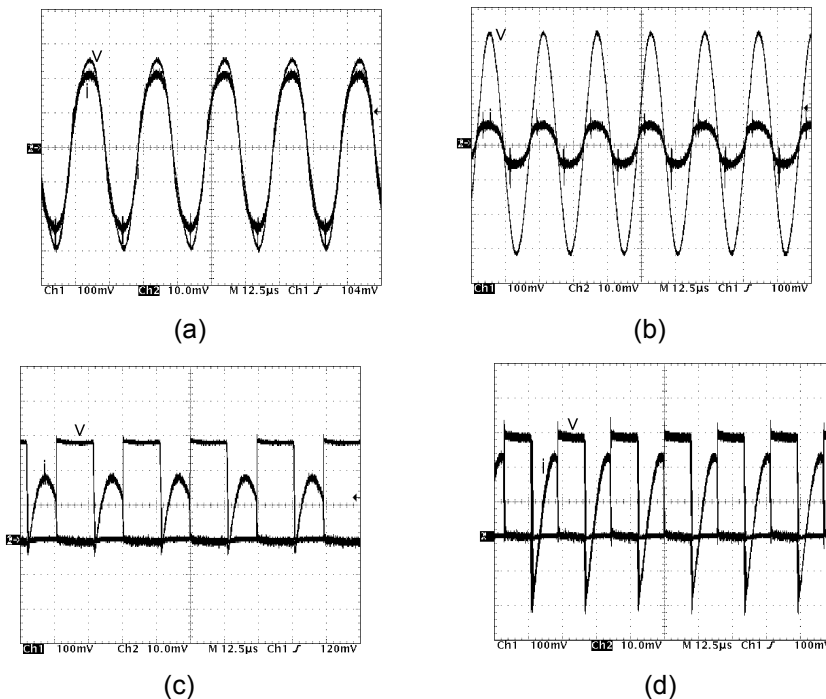 V
i
Ch1 100mV Ch2 10.0mV M 12.5µs Ch1 ∫ 104mV
(a)
V
i
Ch1 100mV Ch2 10.0mV M 12.5µs Ch1 ∫ 100mV
(b)
V
i
Ch1 100mV Ch2 10.0mV M 12.5µs Ch1 ∫ 120mV
(c)
V
i
Ch1 100mV Ch2 10.0mV M 12.5µs Ch1 ∫ 100mV
(d)